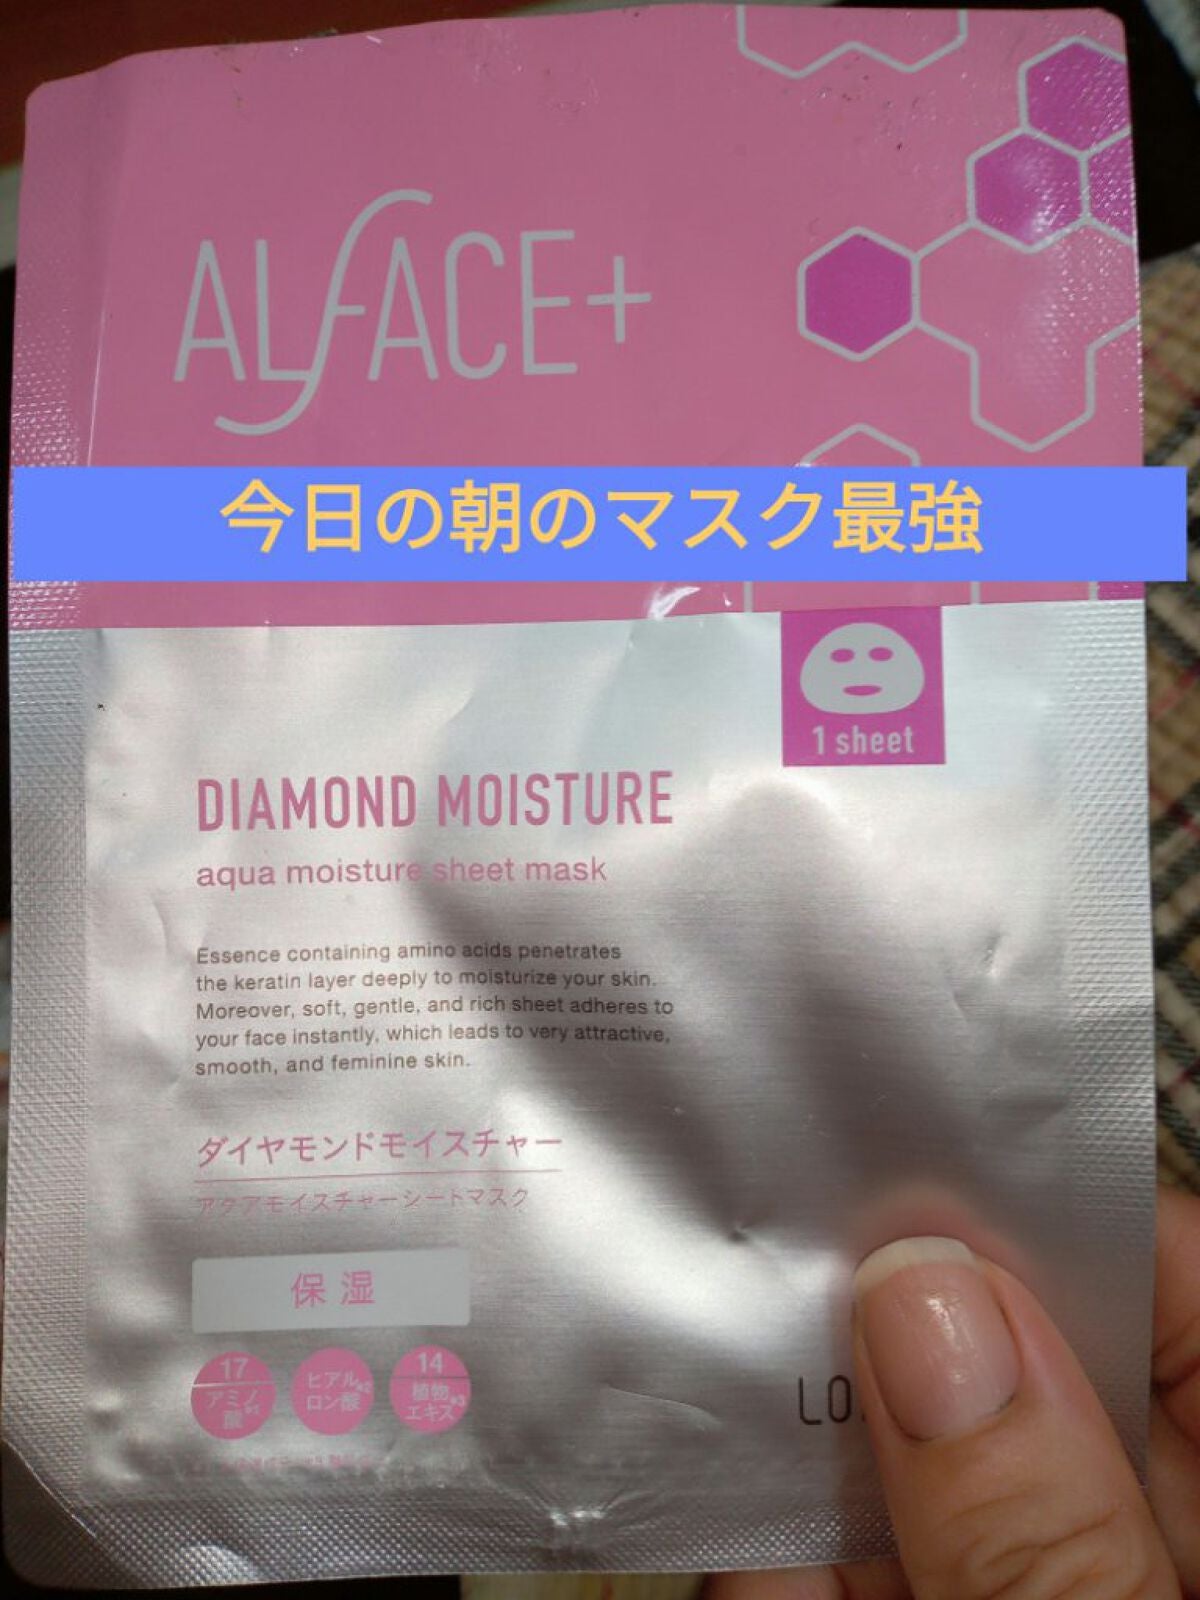 ALFACE+
今日の朝のマスク最強
1 sheet
DIAMOND MOISTURE
aqua moisture sheet mask
Essence containing amino acids penetrates
the keratin layer deeply to moisturize your skin.
Moreover, soft, gentle, and rich sheet adheres to
your face instantly, which leads to very attractive,
smooth, and feminine skin.
ダイヤモンドモイスチャー
アクアモイスチャーシートマスク
保湿
17
アミノ
酸※1
ヒアル
ロン酸※2
14
植物
エキス※3
LO